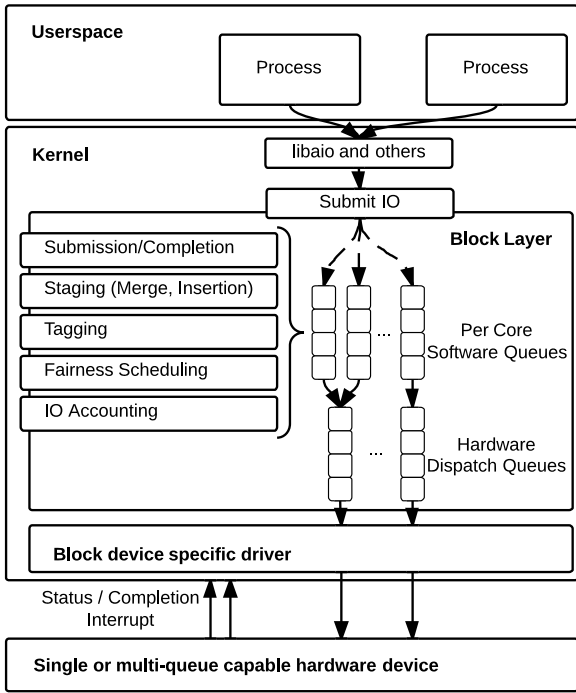 Userspace
Process
Process
Kernel
libaio and others
Submit IO
Block Layer
Submission/Completion
Staging (Merge, Insertion)
Tagging
Fairness Scheduling
IO Accounting
...
Per Core
Software Queues
...
Hardware
Dispatch Queues
Block device specific driver
Status / Completion
Interrupt
Single or multi-queue capable hardware device